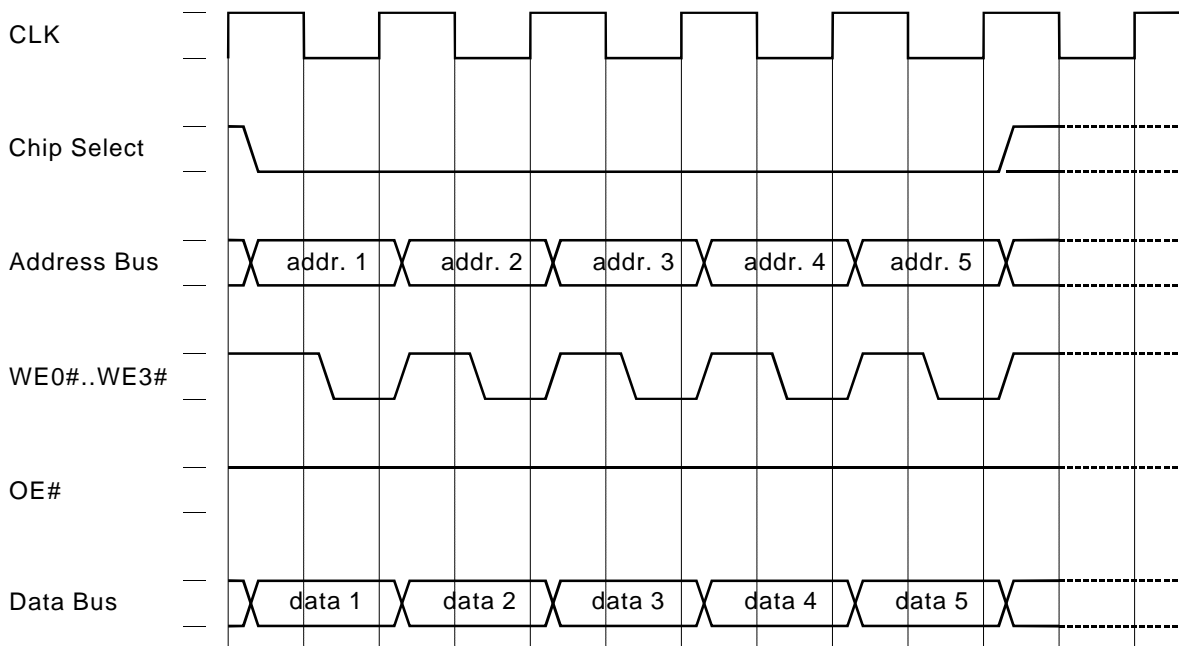 CLK
Chip Select
Address Bus
addr. 1 addr. 2 addr. 3 addr. 4 addr. 5
WE0#..WE3#
OE#
Data Bus
data 1 data 2 data 3 data 4 data 5